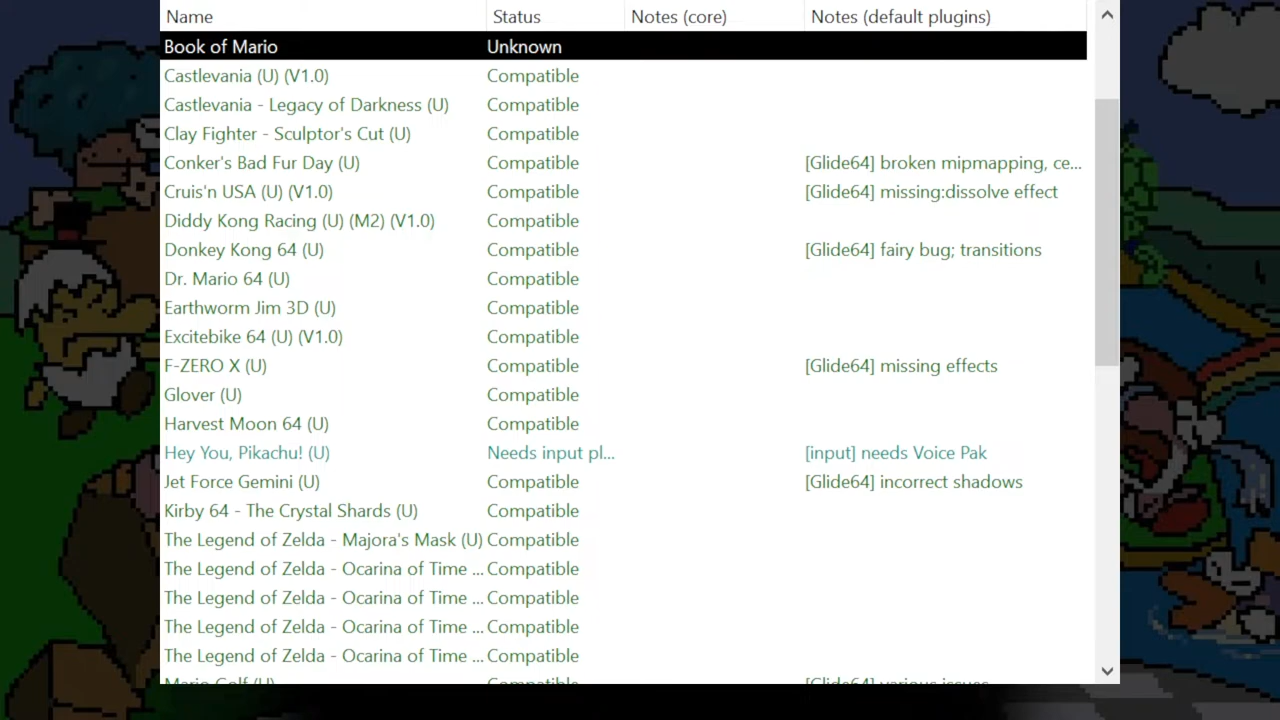 Name Status Notes (core) Notes (default plugins)
Book of Mario Unknown
Castlevania (U) (V1.0) Compatible
Castlevania - Legacy of Darkness (U) Compatible
Clay Fighter - Sculptor's Cut (U) Compatible
Conker's Bad Fur Day (U) Compatible [Glide64] broken mipmapping, ce...
Cruis'n USA (U) (V1.0) Compatible [Glide64] missing:dissolve effect
Diddy Kong Racing (U) (M2) (V1.0) Compatible
Donkey Kong 64 (U) Compatible [Glide64] fairy bug; transitions
Dr. Mario 64 (U) Compatible
Earthworm Jim 3D (U) Compatible
Excitebike 64 (U) (V1.0) Compatible
F-ZERO X (U) Compatible [Glide64] missing effects
Glover (U) Compatible
Harvest Moon 64 (U) Compatible
Hey You, Pikachu! (U) Needs input pl... [input] needs Voice Pak
Jet Force Gemini (U) Compatible [Glide64] incorrect shadows
Kirby 64 - The Crystal Shards (U) Compatible
The Legend of Zelda - Majora's Mask (U) Compatible
The Legend of Zelda - Ocarina of Time ... Compatible
The Legend of Zelda - Ocarina of Time ... Compatible
The Legend of Zelda - Ocarina of Time ... Compatible
The Legend of Zelda - Ocarina of Time ... Compatible
Mario Golf (U) Compatible [Glide64] various issues